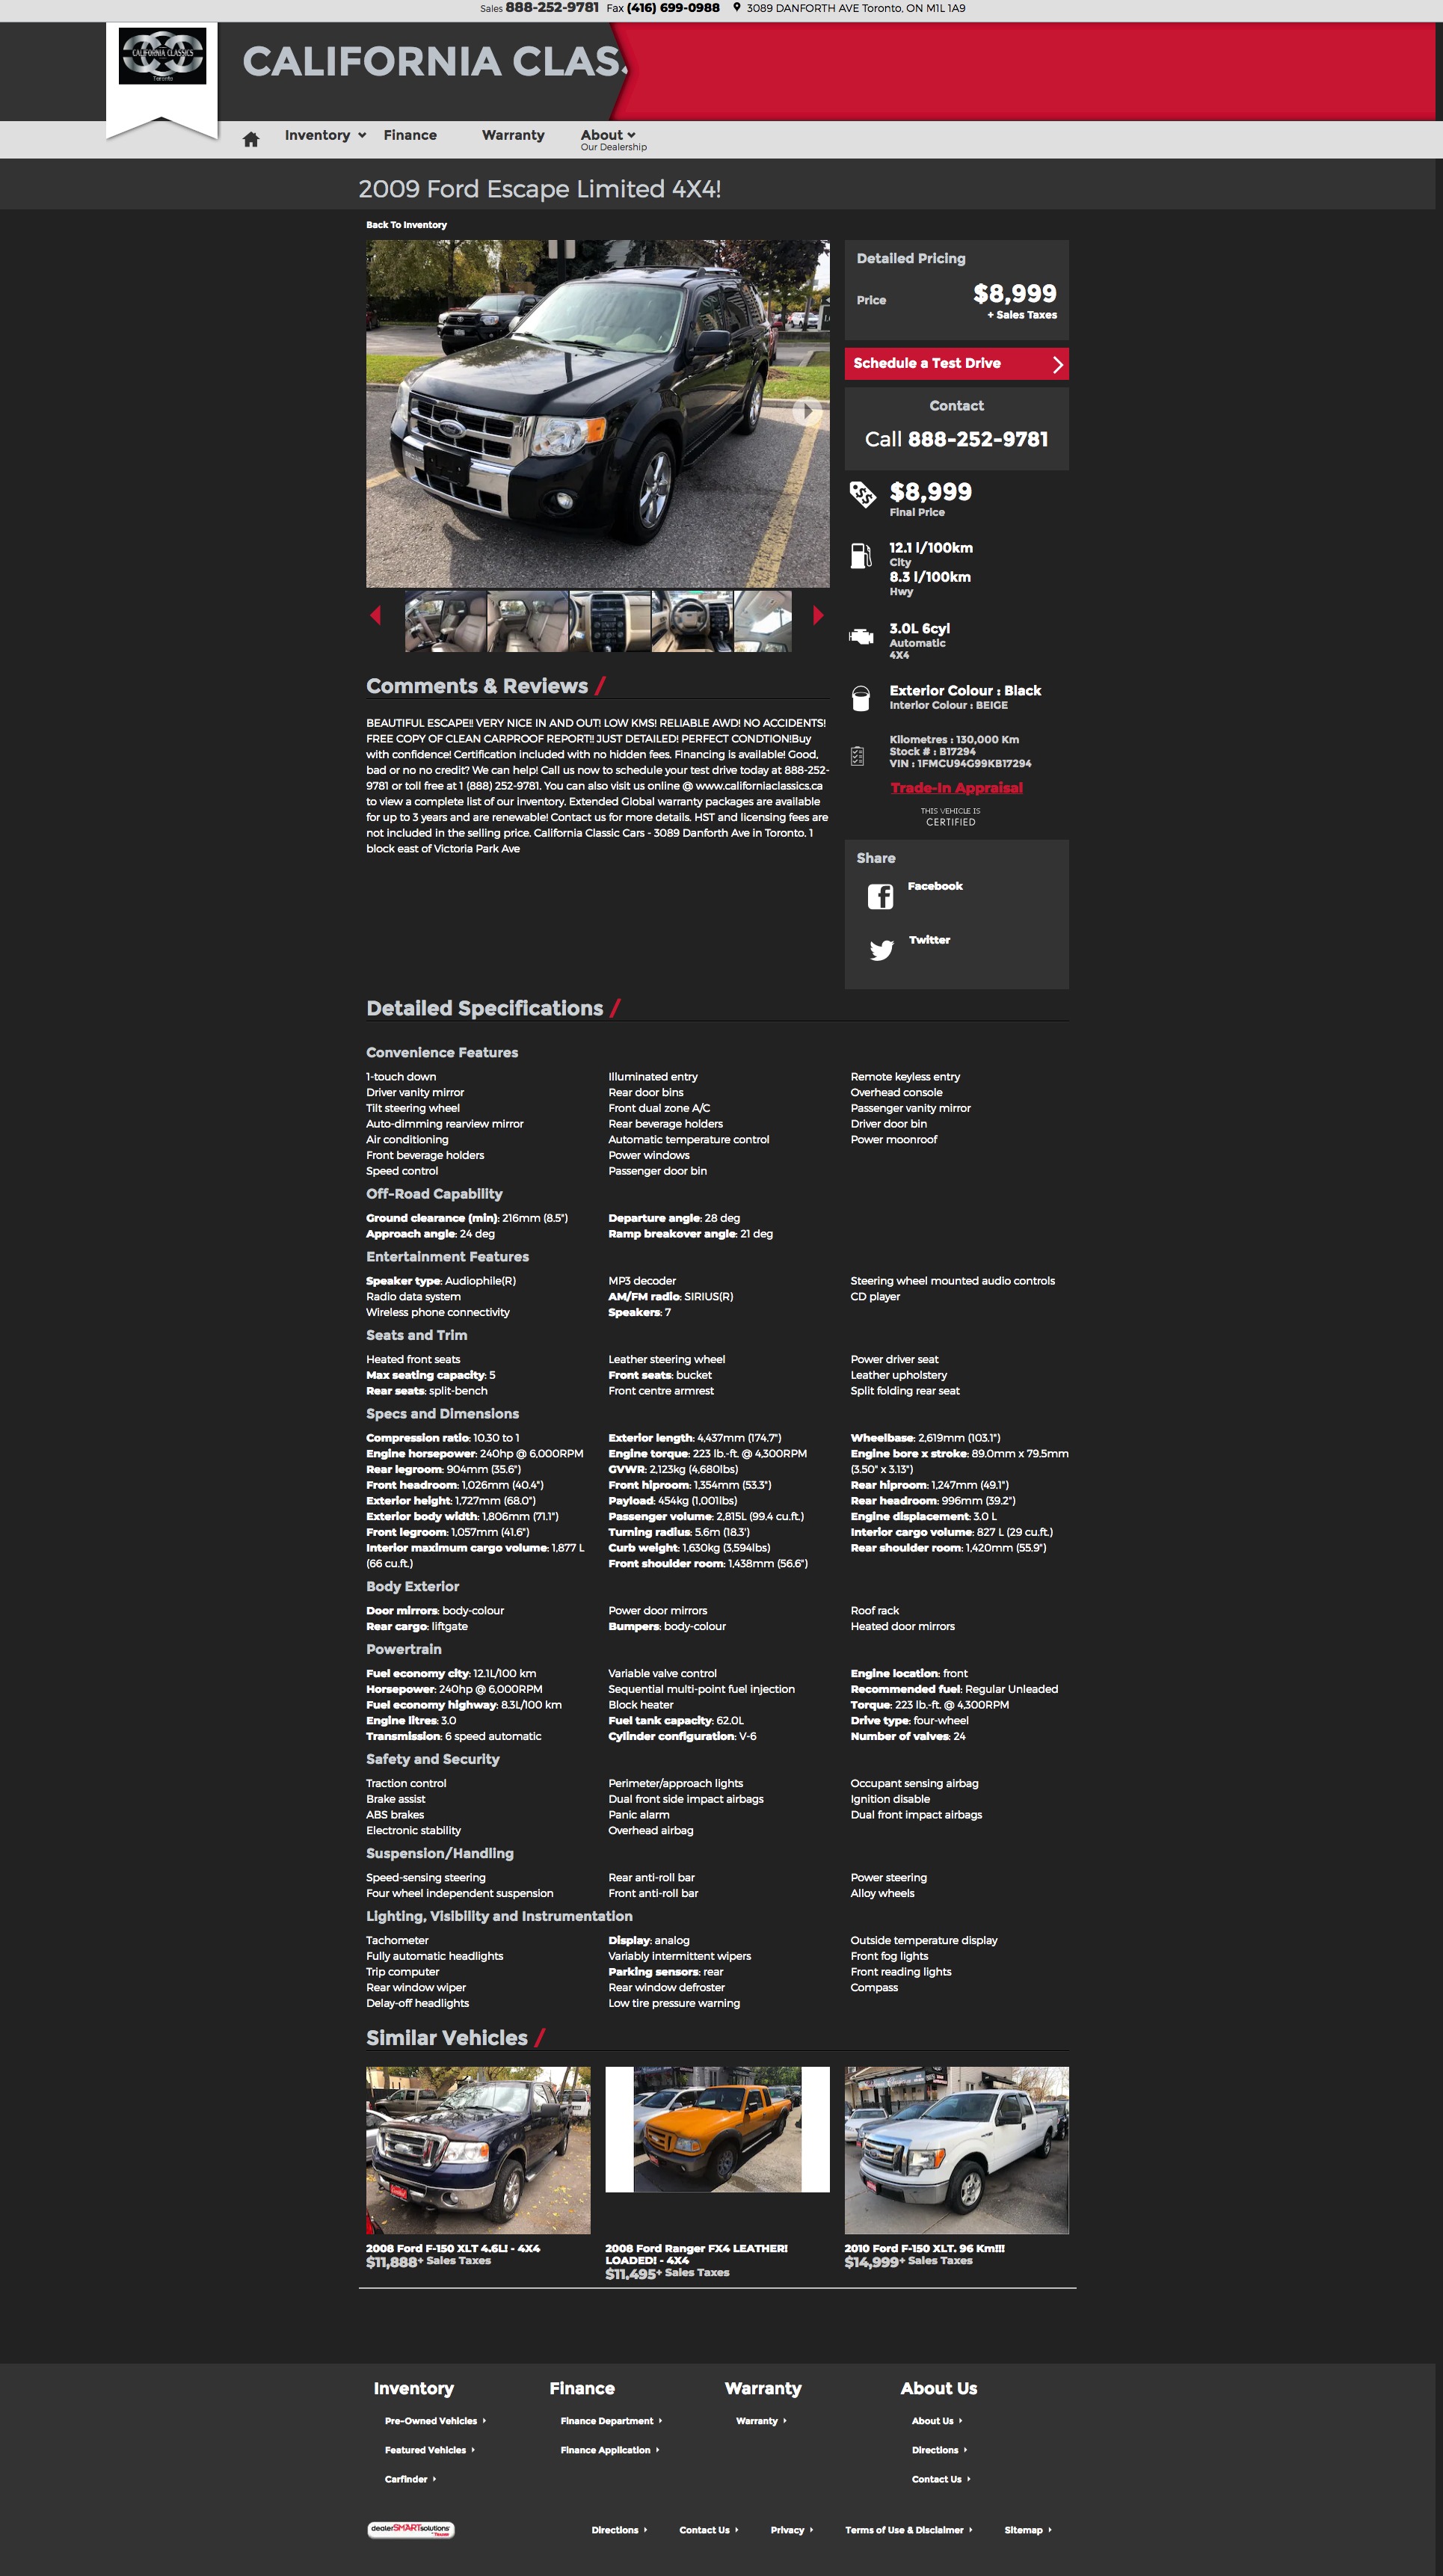 Sales 888-252-9781 Fax (416) 699-0988 3089 DANFORTH AVE Toronto, ON M1L 1A9
CALIFORNIA CLASSICS
Toronto
CALIFORNIA CLAS
Inventory Finance Warranty About
Our Dealership
2009 Ford Escape Limited 4X4!
Back To Inventory
Detailed Pricing
Price $8,999
+ Sales Taxes
Schedule a Test Drive
Contact
Call 888-252-9781
$8,999
Final Price
12.1 l/100km
City
8.3 l/100km
Hwy
3.0L 6cyl
Automatic
4X4
Exterior Colour : Black
Interior Colour : BEIGE
Kilometres : 130,000 Km
Stock # : B17294
VIN : 1FMCU94G99KB17294
Trade-In Appraisal
THIS VEHICLE IS
CERTIFIED
Share
Facebook
Twitter
Comments & Reviews /
BEAUTIFUL ESCAPE!! VERY NICE IN AND OUT! LOW KMS! RELIABLE AWD! NO ACCIDENTS!
FREE COPY OF CLEAN CARPROOF REPORT!! JUST DETAILED! PERFECT CONDTION!Buy
with confidence! Certification included with no hidden fees. Financing is available! Good,
bad or no no credit? We can help! Call us now to schedule your test drive today at 888-252-
9781 or toll free at 1 (888) 252-9781. You can also visit us online @ www.californiaclassics.ca
to view a complete list of our inventory. Extended Global warranty packages are available
for up to 3 years and are renewable! Contact us for more details. HST and licensing fees are
not included in the selling price. California Classic Cars - 3089 Danforth Ave in Toronto. 1
block east of Victoria Park Ave
Detailed Specifications /
Convenience Features
1-touch down Illuminated entry Remote keyless entry
Driver vanity mirror Rear door bins Overhead console
Tilt steering wheel Front dual zone A/C Passenger vanity mirror
Auto-dimming rearview mirror Rear beverage holders Driver door bin
Air conditioning Automatic temperature control Power moonroof
Front beverage holders Power windows
Speed control Passenger door bin
Off-Road Capability
Ground clearance (min): 216mm (8.5") Departure angle: 28 deg
Approach angle: 24 deg Ramp breakover angle: 21 deg
Entertainment Features
Speaker type: Audiophile(R) MP3 decoder Steering wheel mounted audio controls
Radio data system AM/FM radio: SIRIUS(R) CD player
Wireless phone connectivity Speakers: 7
Seats and Trim
Heated front seats Leather steering wheel Power driver seat
Max seating capacity: 5 Front seats: bucket Leather upholstery
Rear seats: split-bench Front centre armrest Split folding rear seat
Specs and Dimensions
Compression ratio: 10.30 to 1 Exterior length: 4,437mm (174.7") Wheelbase: 2,619mm (103.1")
Engine horsepower: 240hp @ 6,000RPM Engine torque: 223 lb.-ft. @ 4,300RPM Engine bore x stroke: 89.0mm x 79.5mm
Rear legroom: 904mm (35.6") GVWR: 2,123kg (4,680lbs) (3.50" x 3.13")
Front headroom: 1,026mm (40.4") Front hiproom: 1,354mm (53.3") Rear hiproom: 1,247mm (49.1")
Exterior height: 1,727mm (68.0") Payload: 454kg (1,001lbs) Rear headroom: 996mm (39.2")
Exterior body width: 1,806mm (71.1") Passenger volume: 2,815L (99.4 cu.ft.) Engine displacement: 3.0 L
Front legroom: 1,057mm (41.6") Turning radius: 5.6m (18.3') Interior cargo volume: 827 L (29 cu.ft.)
Interior maximum cargo volume: 1,877 L Curb weight: 1,630kg (3,594lbs) Rear shoulder room: 1,420mm (55.9")
(66 cu.ft.) Front shoulder room: 1,438mm (56.6")
Body Exterior
Door mirrors: body-colour Power door mirrors Roof rack
Rear cargo: liftgate Bumpers: body-colour Heated door mirrors
Powertrain
Fuel economy city: 12.1L/100 km Variable valve control Engine location: front
Horsepower: 240hp @ 6,000RPM Sequential multi-point fuel injection Recommended fuel: Regular Unleaded
Fuel economy highway: 8.3L/100 km Block heater Torque: 223 lb.-ft. @ 4,300RPM
Engine litres: 3.0 Fuel tank capacity: 62.0L Drive type: four-wheel
Transmission: 6 speed automatic Cylinder configuration: V-6 Number of valves: 24
Safety and Security
Traction control Perimeter/approach lights Occupant sensing airbag
Brake assist Dual front side impact airbags Ignition disable
ABS brakes Panic alarm Dual front impact airbags
Electronic stability Overhead airbag
Suspension/Handling
Speed-sensing steering Rear anti-roll bar Power steering
Four wheel independent suspension Front anti-roll bar Alloy wheels
Lighting, Visibility and Instrumentation
Tachometer Display: analog Outside temperature display
Fully automatic headlights Variably intermittent wipers Front fog lights
Trip computer Parking sensors: rear Front reading lights
Rear window wiper Rear window defroster Compass
Delay-off headlights Low tire pressure warning
Similar Vehicles /
2008 Ford F-150 XLT 4.6L! - 4X4
$11,888+ Sales Taxes
2008 Ford Ranger FX4 LEATHER!
LOADED! - 4X4
$11,495+ Sales Taxes
2010 Ford F-150 XLT. 96 Km!!!
$14,999+ Sales Taxes
Inventory Finance Warranty About Us
Pre-Owned Vehicles Finance Department Warranty About Us
Featured Vehicles Finance Application Directions
Carfinder Contact Us
dealerSMARTsolutions Directions Contact Us Privacy Terms of Use & Disclaimer Sitemap